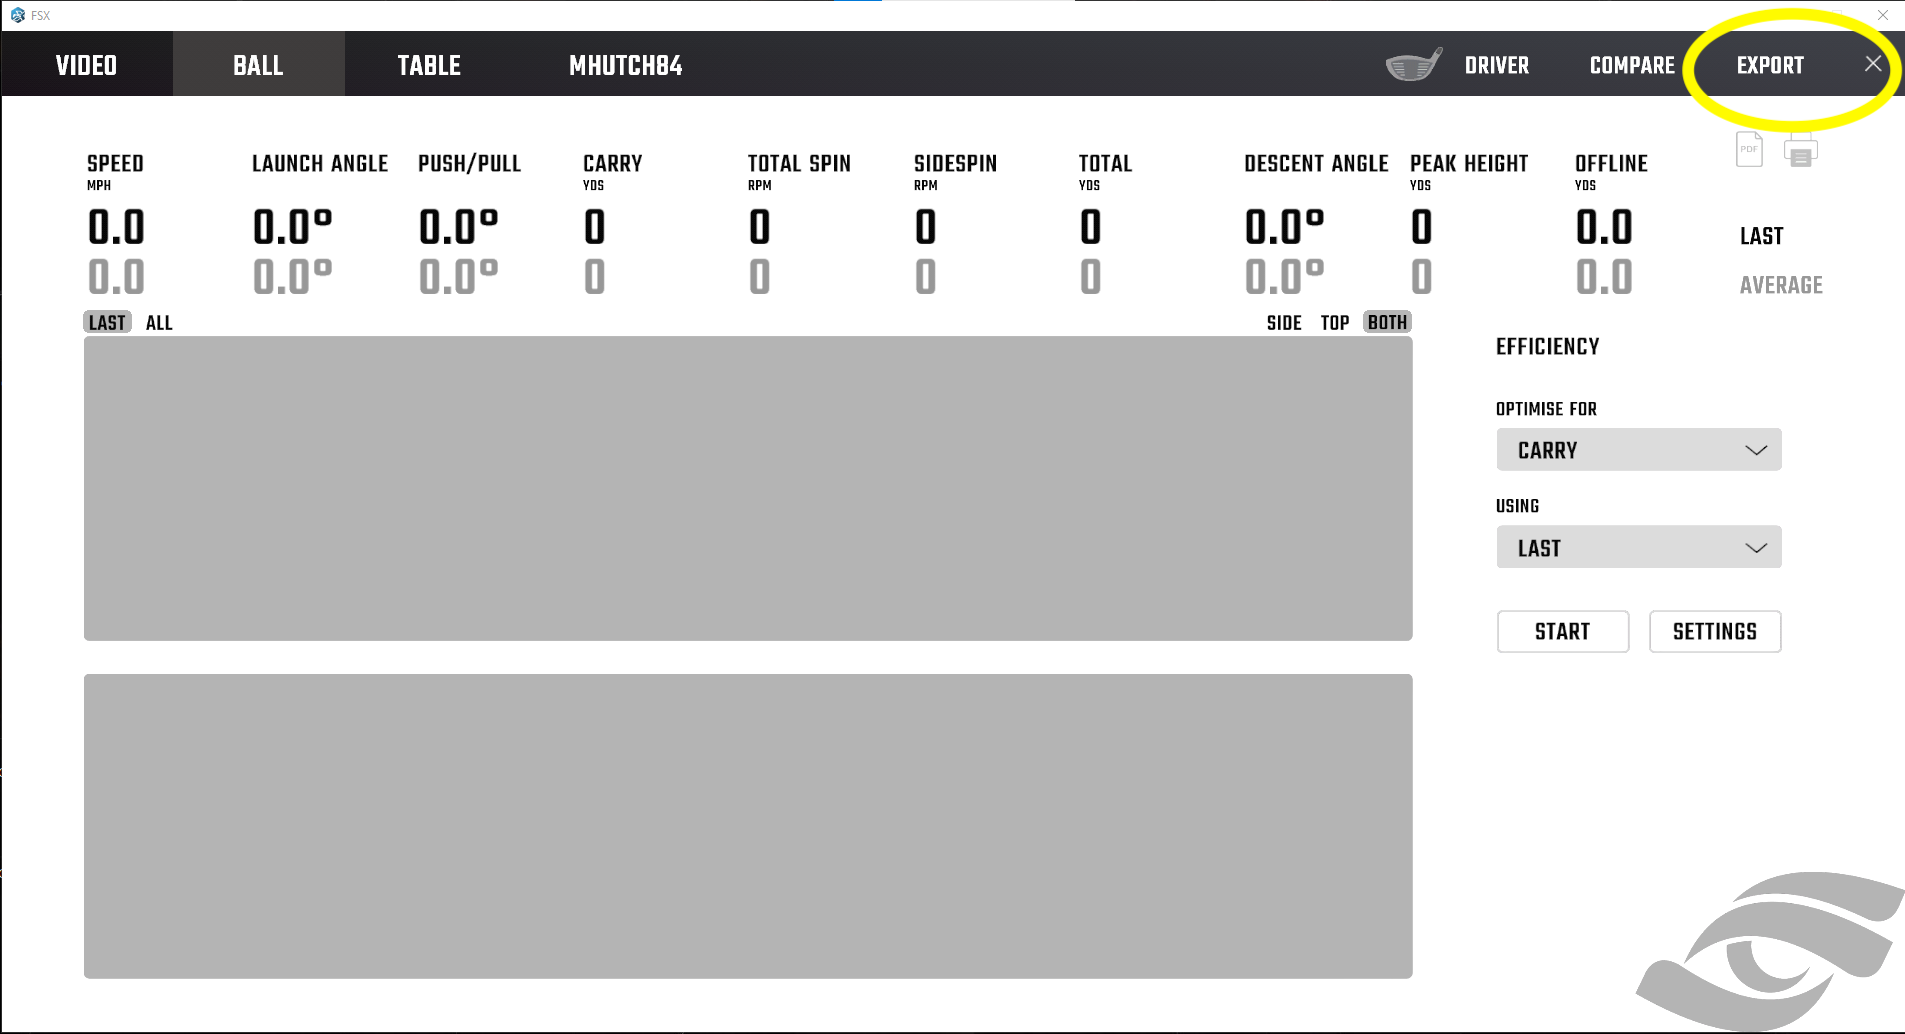 FSX
VIDEO BALL TABLE MHUTCH84 DRIVER COMPARE EXPORT
PDF
SPEED LAUNCH ANGLE PUSH/PULL CARRY TOTAL SPIN SIDESPIN TOTAL DESCENT ANGLE PEAK HEIGHT OFFLINE
MPH YDS RPM RPM YDS YDS YDS
0.0 0.0° 0.0° 0 0 0 0 0.0° 0 0.0 LAST
0.0 0.0° 0.0° 0 0 0 0 0.0° 0 0.0 AVERAGE
LAST ALL SIDE TOP BOTH
EFFICIENCY
OPTIMISE FOR
CARRY
USING
LAST
START SETTINGS